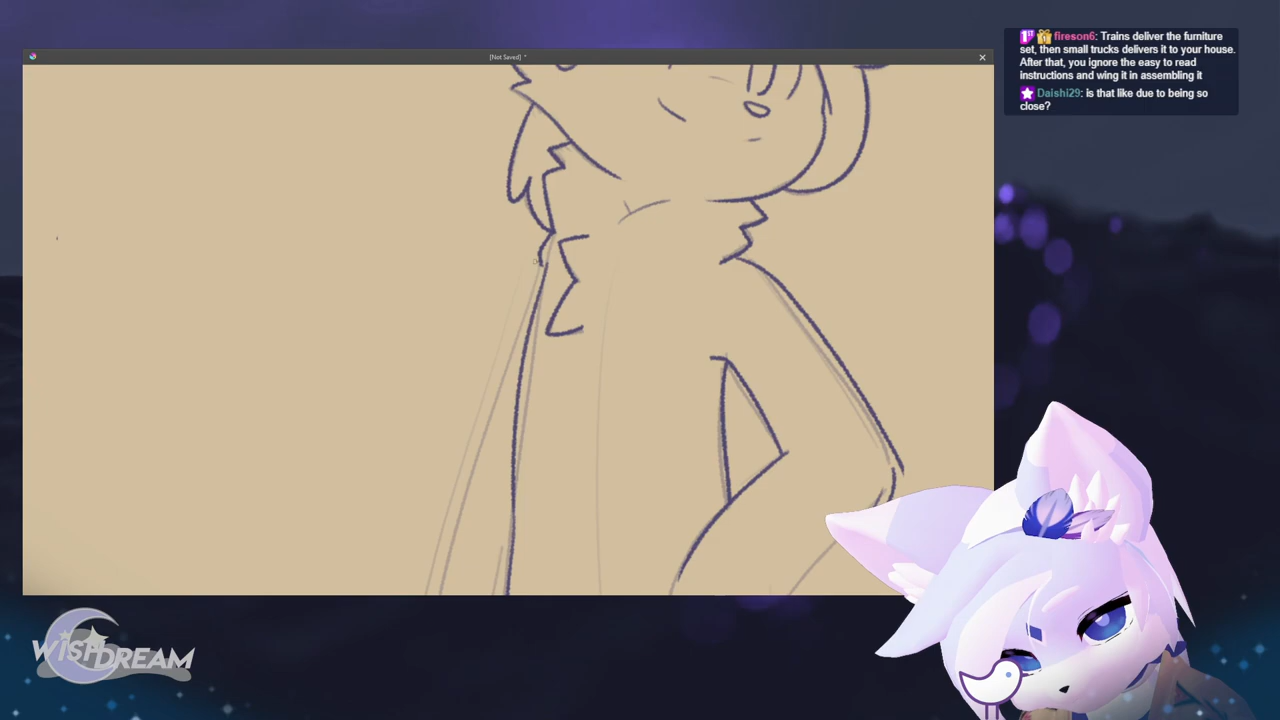 [Not Saved] *
fireson6: Trains deliver the furniture
set, then small trucks delivers it to your house.
After that, you ignore the easy to read
instructions and wing it in assembling it
Daishi29: is that like due to being so
close?
WISHDREAM